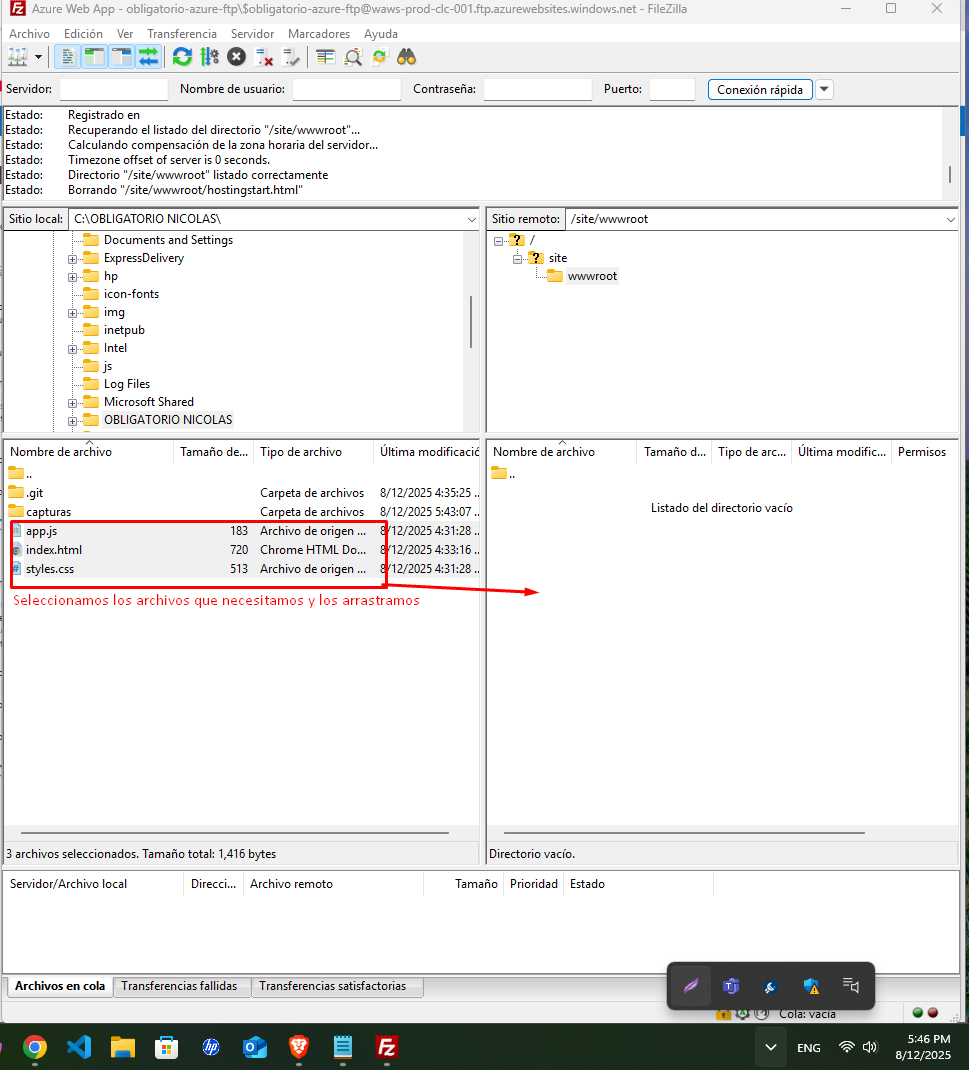 Azure Web App - obligatorio-azure-ftp\$obligatorio-azure-ftp@waws-prod-clc-001.ftp.azurewebsites.windows.net - FileZilla
Archivo Edición Ver Transferencia Servidor Marcadores Ayuda
Servidor: Nombre de usuario: Contraseña: Puerto: Conexión rápida
Estado: Registrado en
Estado: Recuperando el listado del directorio "/site/wwwroot"...
Estado: Calculando compensación de la zona horaria del servidor...
Estado: Timezone offset of server is 0 seconds.
Estado: Directorio "/site/wwwroot" listado correctamente
Estado: Borrando "/site/wwwroot/hostingstart.html"
Sitio local: C:\OBLIGATORIO NICOLAS\
Documents and Settings
ExpressDelivery
hp
icon-fonts
img
inetpub
Intel
js
Log Files
Microsoft Shared
OBLIGATORIO NICOLAS
Sitio remoto: /site/wwwroot
/
site
wwwroot
Nombre de archivo Tamaño de... Tipo de archivo Última modificació
..
.git Carpeta de archivos 8/12/2025 4:35:25 ..
capturas Carpeta de archivos 8/12/2025 5:43:07 ..
app.js 183 Archivo de origen ... 8/12/2025 4:31:28 ..
index.html 720 Chrome HTML Do... 8/12/2025 4:33:16 ..
styles.css 513 Archivo de origen ... 8/12/2025 4:31:28 ..
Seleccionamos los archivos que necesitamos y los arrastramos
3 archivos seleccionados. Tamaño total: 1,416 bytes
Nombre de archivo Tamaño d... Tipo de arc... Última modific... Permisos
..
Listado del directorio vacío
Directorio vacío.
Servidor/Archivo local Direcci... Archivo remoto Tamaño Prioridad Estado
Archivos en cola Transferencias fallidas Transferencias satisfactorias
Cola: vacía
ENG
5:46 PM
8/12/2025